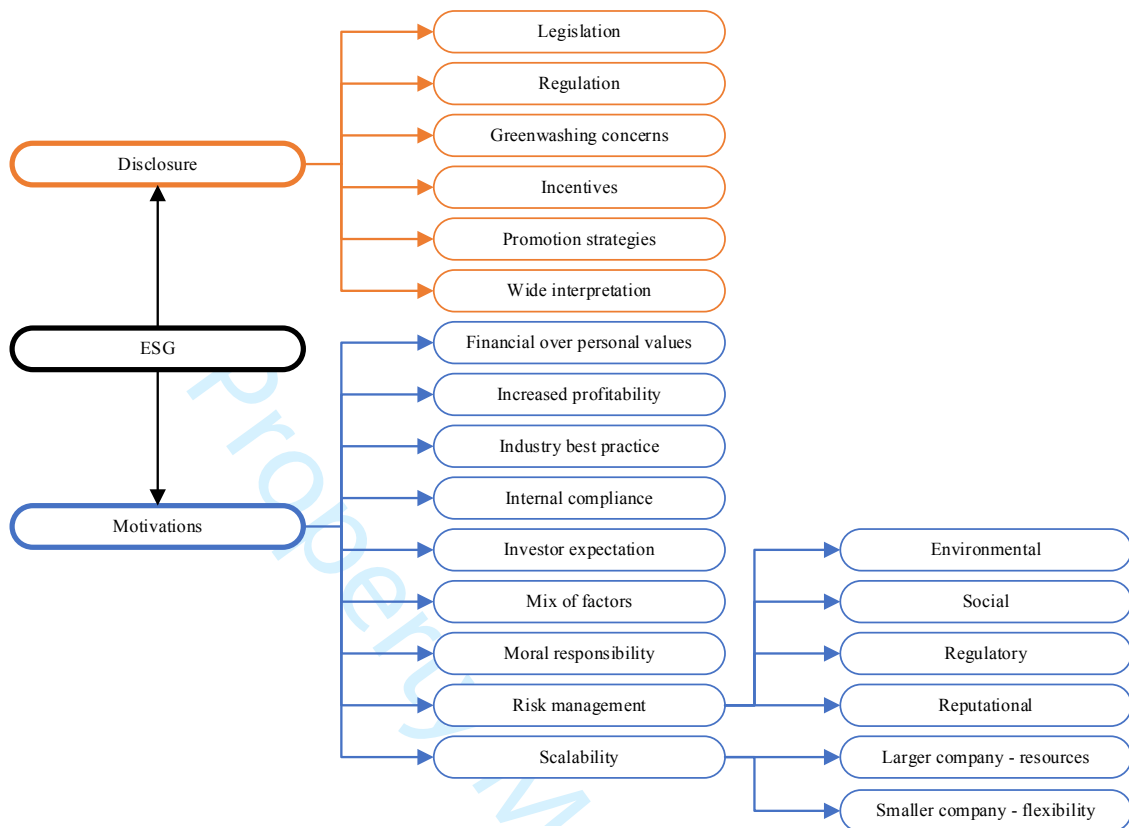 Legislation
Regulation
Greenwashing concerns
Disclosure
Incentives
Promotion strategies
Wide interpretation
ESG
Financial over personal values
Increased profitability
Industry best practice
Internal compliance
Motivations
Investor expectation
Environmental
Mix of factors
Social
Moral responsibility
Regulatory
Risk management
Reputational
Scalability
Larger company - resources
Smaller company - flexibility
Property M